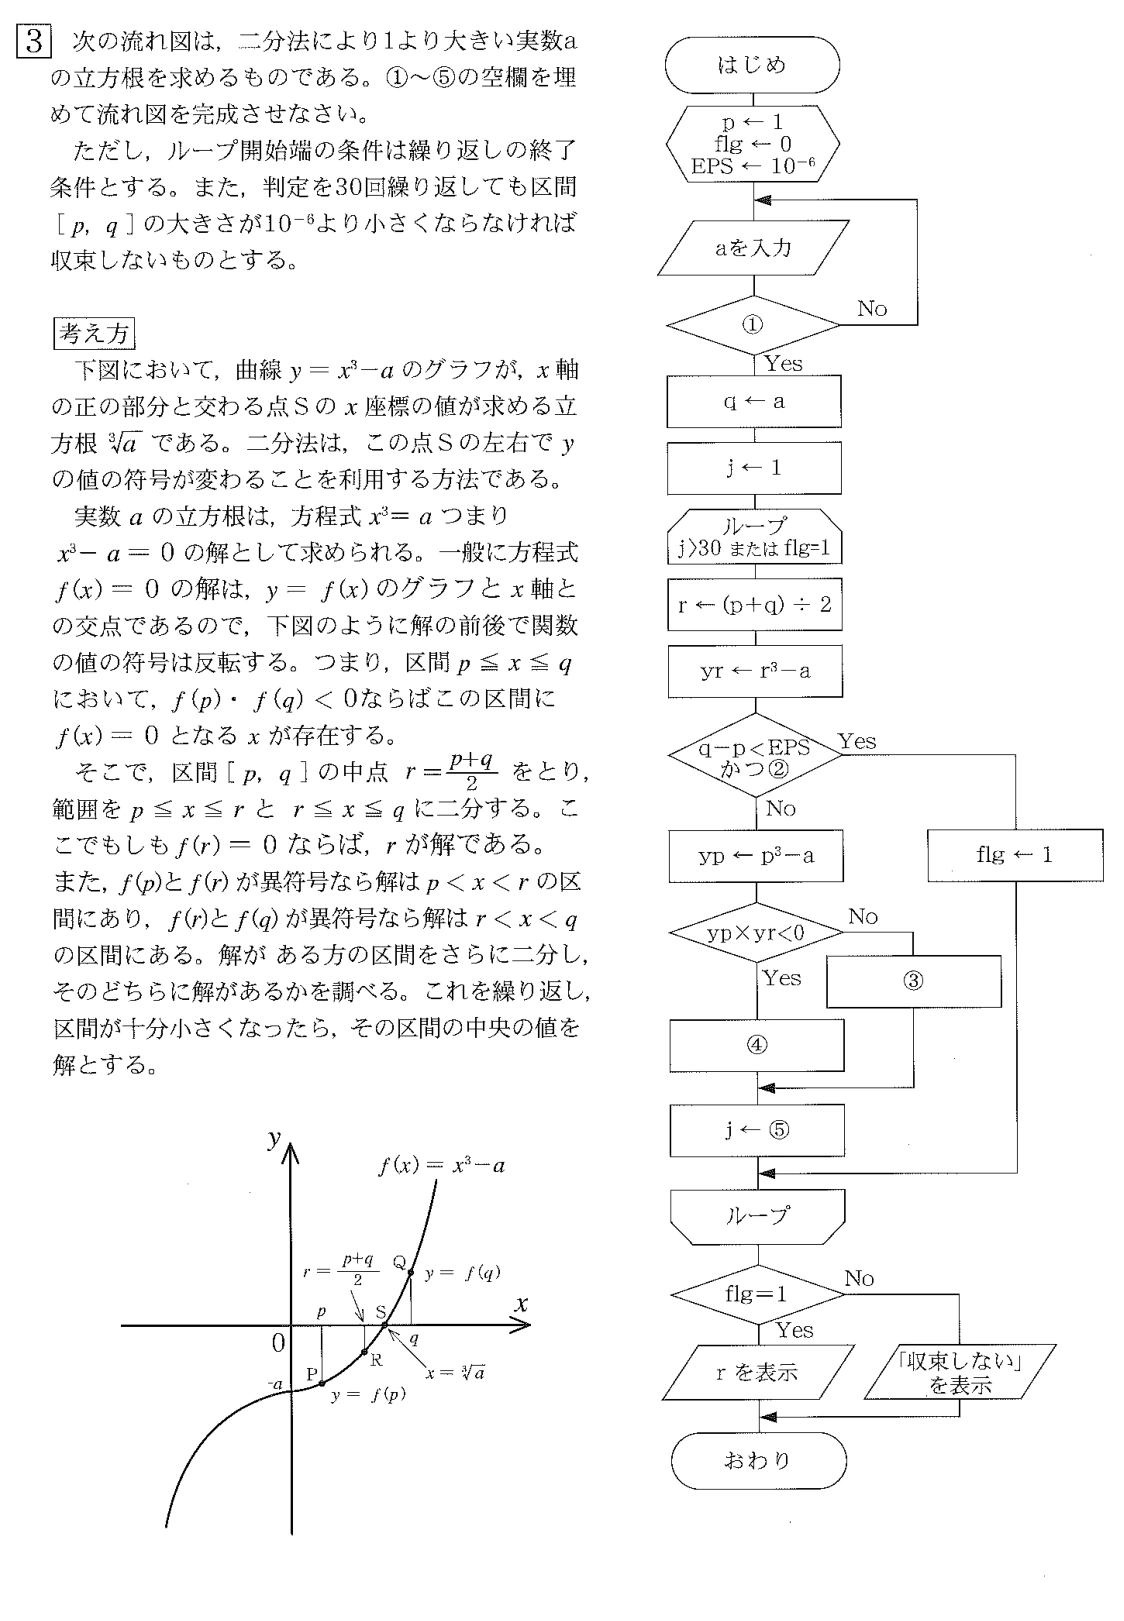 3 次の流れ図は，二分法により1より大きい実数a
の立方根を求めるものである。①～⑤の空欄を埋
めて流れ図を完成させなさい。
ただし，ループ開始端の条件は繰り返しの終了
条件とする。また，判定を30回繰り返しても区間
［p，q］の大きさが10⁻⁶より小さくならなければ
収束しないものとする。
考え方
下図において，曲線 y = x³−a のグラフが，x 軸
の正の部分と交わる点Sの x 座標の値が求める立
方根 ∛a である。二分法は，この点Sの左右で y
の値の符号が変わることを利用する方法である。
実数 a の立方根は，方程式 x³= a つまり
x³− a = 0 の解として求められる。一般に方程式
f(x) = 0 の解は，y = f(x) のグラフと x 軸と
の交点であるので，下図のように解の前後で関数
の値の符号は反転する。つまり，区間 p ≦ x ≦ q
において，f(p)・f(q) < 0ならばこの区間に
f(x) = 0 となる x が存在する。
そこで，区間［p，q］の中点 r = (p+q)/2 をとり，
範囲を p ≦ x ≦ r と r ≦ x ≦ q に二分する。こ
こでもしも f(r) = 0 ならば，r が解である。
また，f(p)と f(r) が異符号なら解は p < x < r の区
間にあり，f(r)と f(q) が異符号なら解は r < x < q
の区間にある。解が ある方の区間をさらに二分し，
そのどちらに解があるかを調べる。これを繰り返し，
区間が十分小さくなったら，その区間の中央の値を
解とする。
y
f(x) = x³−a
r = (p+q)/2
Q
y = f(q)
p
S
x
0
q
R
x = ∛a
P
-a
y = f(p)
はじめ
p ← 1
flg ← 0
EPS ← 10⁻⁶
aを入力
①
No
Yes
q ← a
j ← 1
ループ
j>30 または flg=1
r ← (p+q) ÷ 2
yr ← r³−a
q−p<EPS
かつ②
Yes
No
yp ← p³−a
flg ← 1
yp×yr<0
No
Yes
③
④
j ← ⑤
ループ
flg=1
No
Yes
r を表示
「収束しない」
を表示
おわり